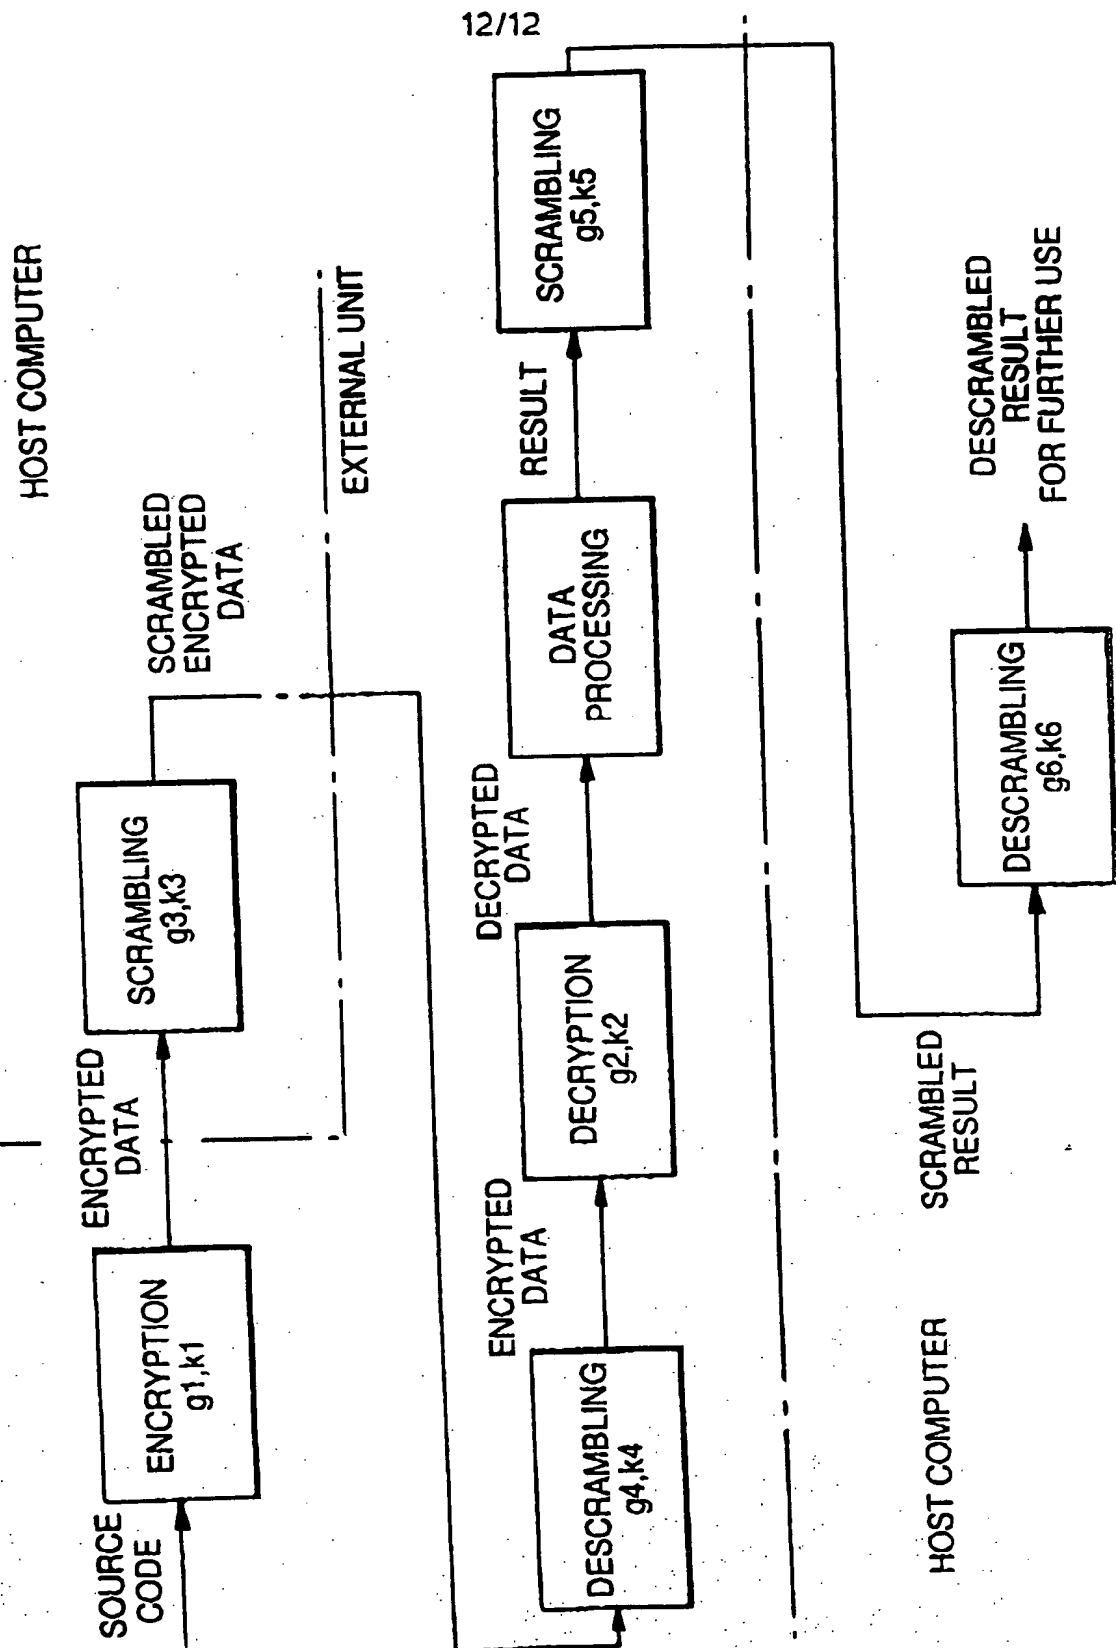 12/12
HOST COMPUTER
SOURCE
CODE
ENCRYPTION
g1,k1
ENCRYPTED
DATA
SCRAMBLING
g3,k3
SCRAMBLED
ENCRYPTED
DATA
EXTERNAL UNIT
DESCRAMBLING
g4,k4
ENCRYPTED
DATA
DECRYPTION
g2,k2
DECRYPTED
DATA
DATA
PROCESSING
RESULT
SCRAMBLING
g5,k5
HOST COMPUTER
SCRAMBLED
RESULT
DESCRAMBLING
g6,k6
DESCRAMBLED
RESULT
FOR FURTHER USE